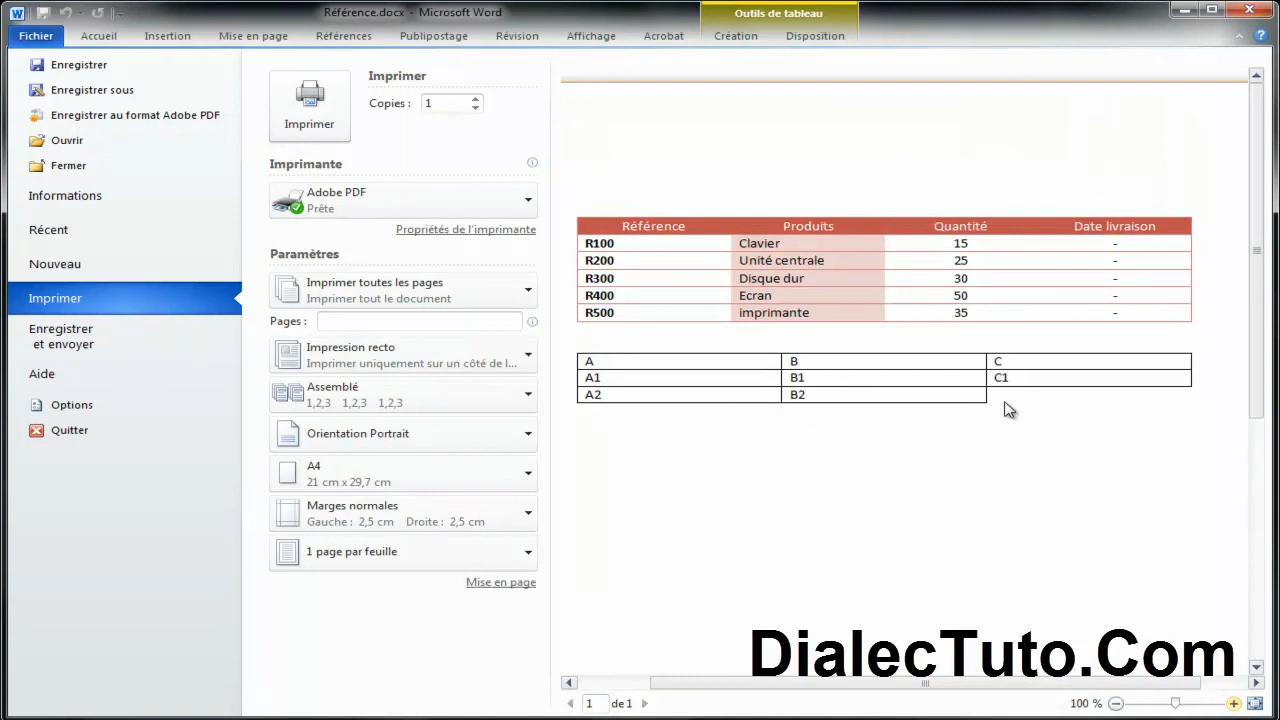 Référence.docx - Microsoft Word
Outils de tableau
Fichier Accueil Insertion Mise en page Références Publipostage Révision Affichage Acrobat Création Disposition
Enregistrer
Enregistrer sous
Enregistrer au format Adobe PDF
Ouvrir
Fermer
Informations
Récent
Nouveau
Imprimer
Enregistrer
et envoyer
Aide
Options
Quitter
Imprimer
Imprimer
Copies : 1
Imprimante
Adobe PDF
Prête
Propriétés de l'imprimante
Paramètres
Imprimer toutes les pages
Imprimer tout le document
Pages :
Impression recto
Imprimer uniquement sur un côté de l...
Assemblé
1,2,3 1,2,3 1,2,3
Orientation Portrait
A4
21 cm x 29,7 cm
Marges normales
Gauche : 2,5 cm Droite : 2,5 cm
1 page par feuille
Mise en page
Référence Produits Quantité Date livraison
R100 Clavier 15 -
R200 Unité centrale 25 -
R300 Disque dur 30 -
R400 Ecran 50 -
R500 imprimante 35 -
A B C
A1 B1 C1
A2 B2
DialecTuto.Com
1 de 1
100 %